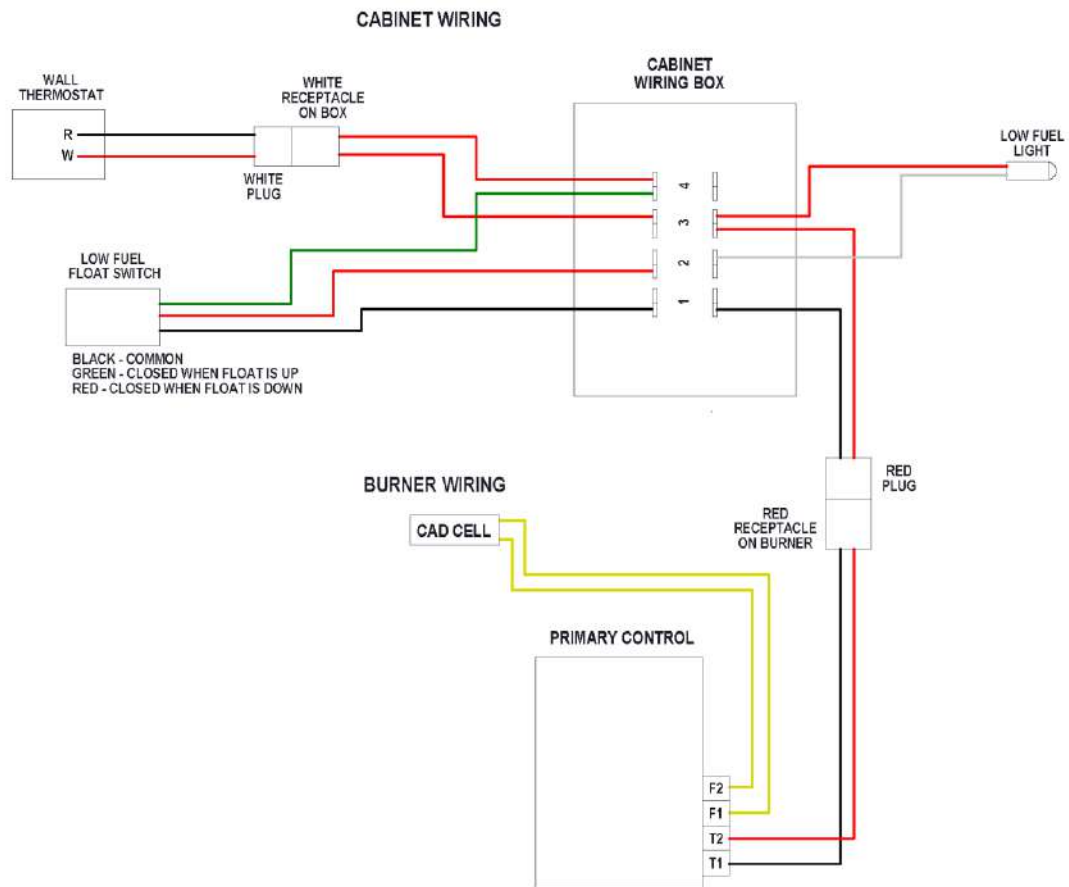 CABINET WIRING
WALL
THERMOSTAT
R
W
WHITE
RECEPTACLE
ON BOX
WHITE
PLUG
CABINET
WIRING BOX
4
3
2
1
LOW FUEL
LIGHT
LOW FUEL
FLOAT SWITCH
BLACK - COMMON
GREEN - CLOSED WHEN FLOAT IS UP
RED - CLOSED WHEN FLOAT IS DOWN
RED
PLUG
RED
RECEPTACLE
ON BURNER
BURNER WIRING
CAD CELL
PRIMARY CONTROL
F2
F1
T2
T1